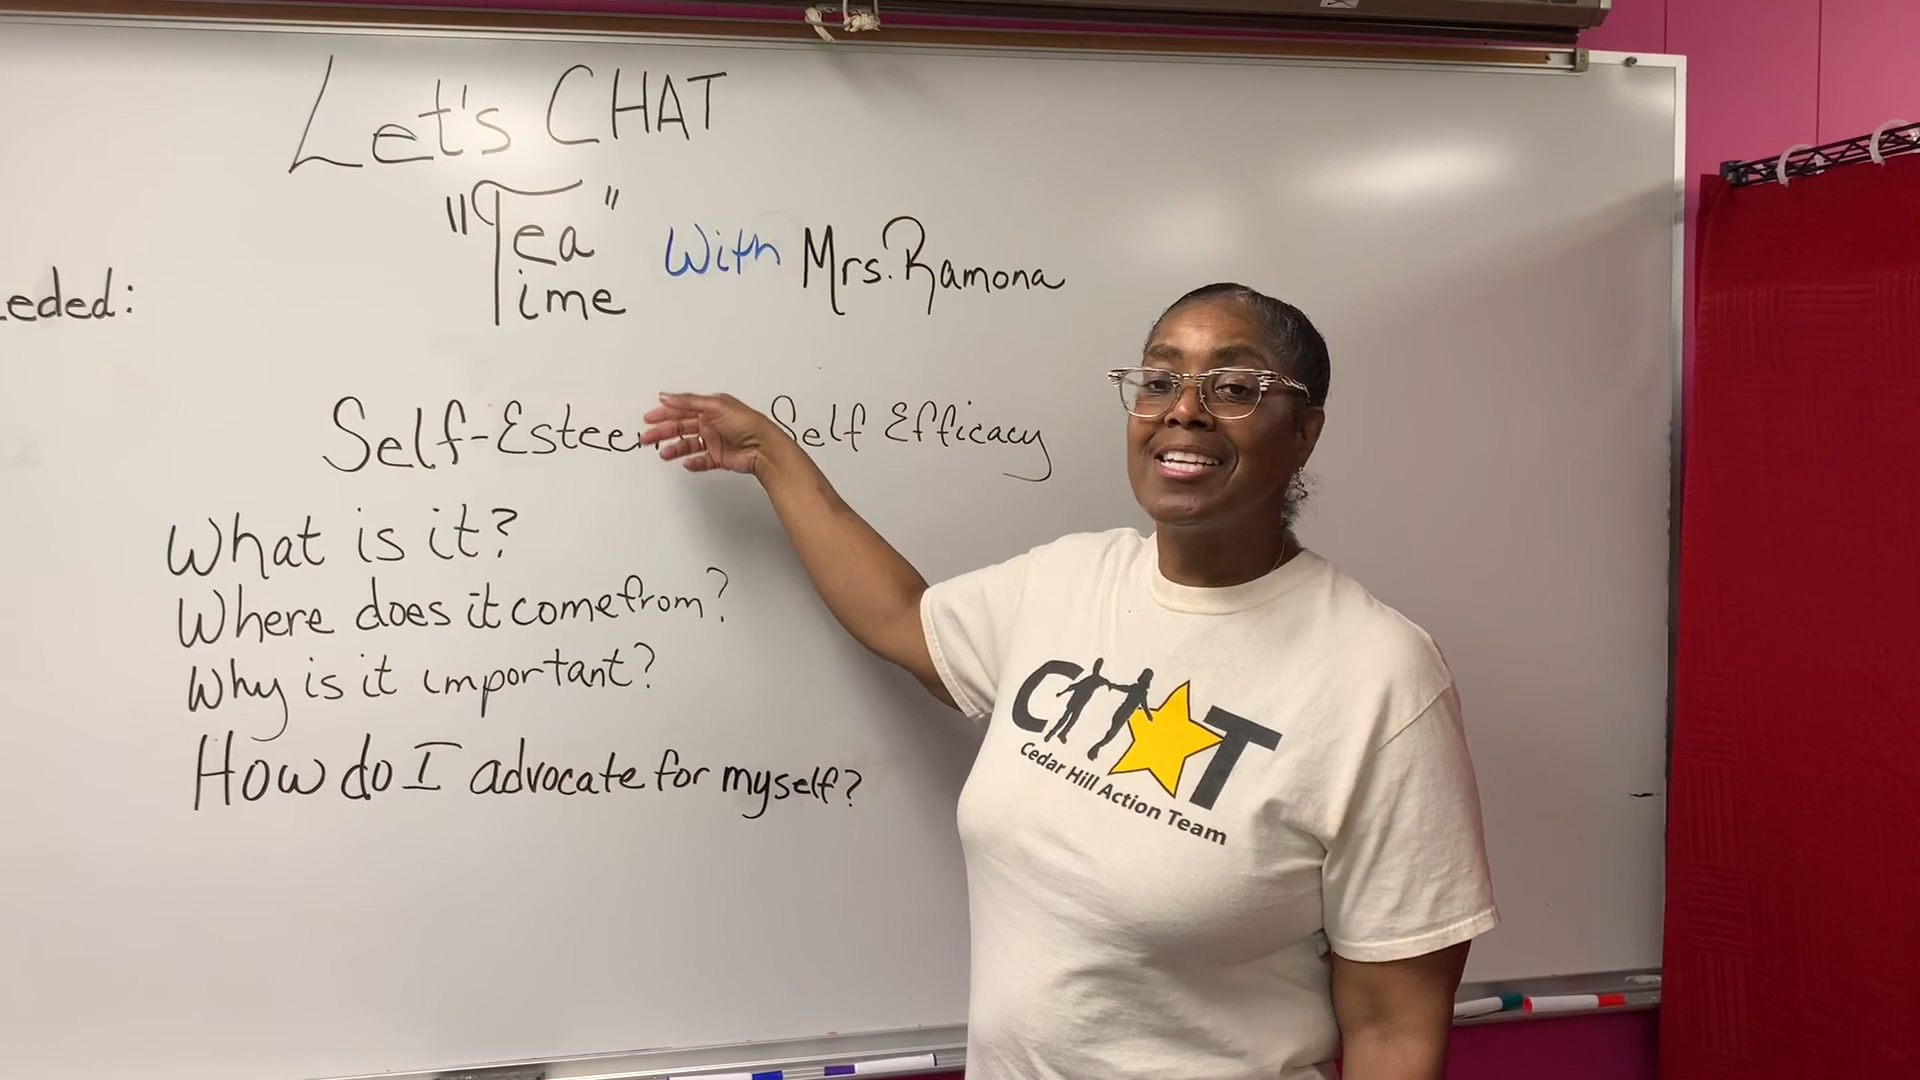 Let's CHAT
"Tea"
Time With Mrs. Ramona
eded:
Self-Estee Self Efficacy
What is it?
Where does it come from?
Why is it important?
How do I advocate for myself?
CHAT
Cedar Hill Action Team